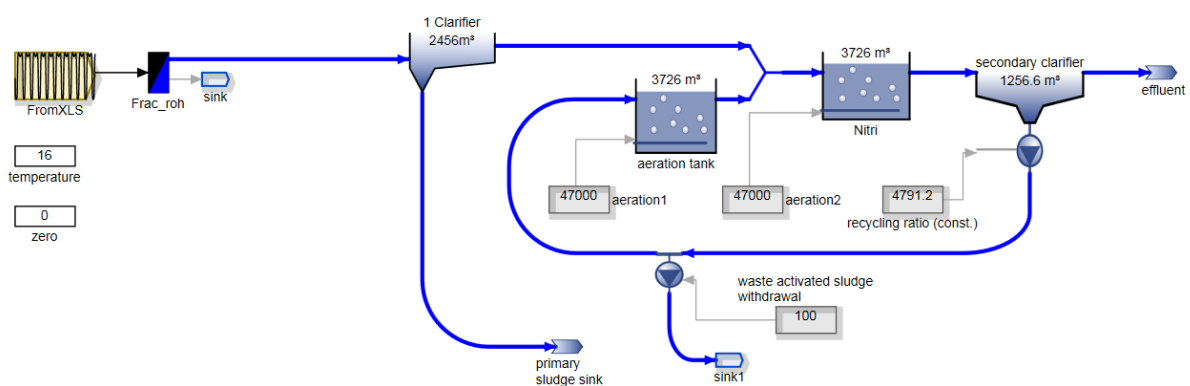 FromXLS
Frac_roh
sink
16
temperature
0
zero
1 Clarifier
2456m³
3726 m³
aeration tank
47000
aeration1
47000
aeration2
3726 m³
Nitri
secondary clarifier
1256.6 m³
effluent
4791.2
recycling ratio (const.)
waste activated sludge
withdrawal
100
primary
sludge sink
sink1